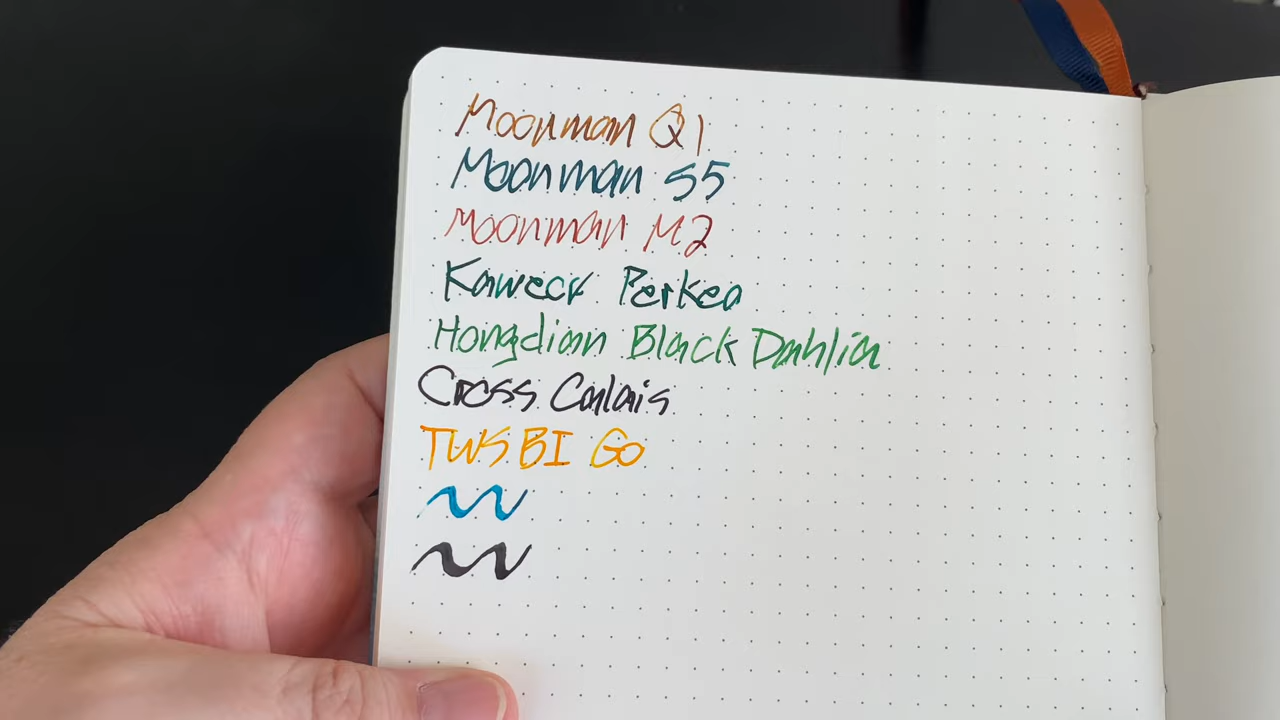 Moonman Q1
Moonman S5
Moonman M2
Kaweco Perkeo
Hongdian Black Dahlia
Cross Calais
TWSBI Go